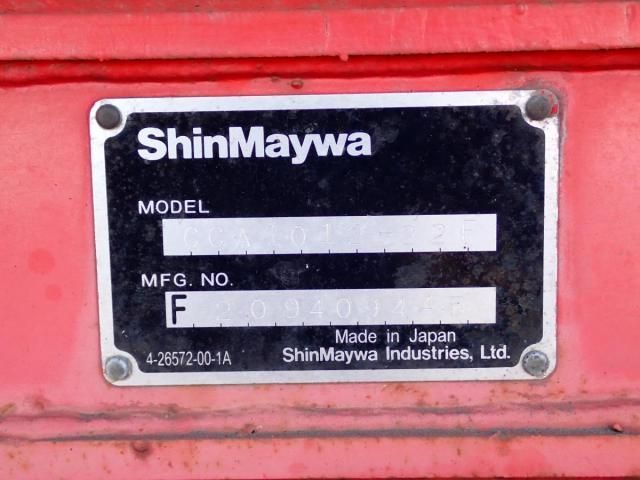 ShinMaywa
MODEL
MFG. NO.
F
Made in Japan
4-26572-00-1A
ShinMaywa Industries, Ltd.